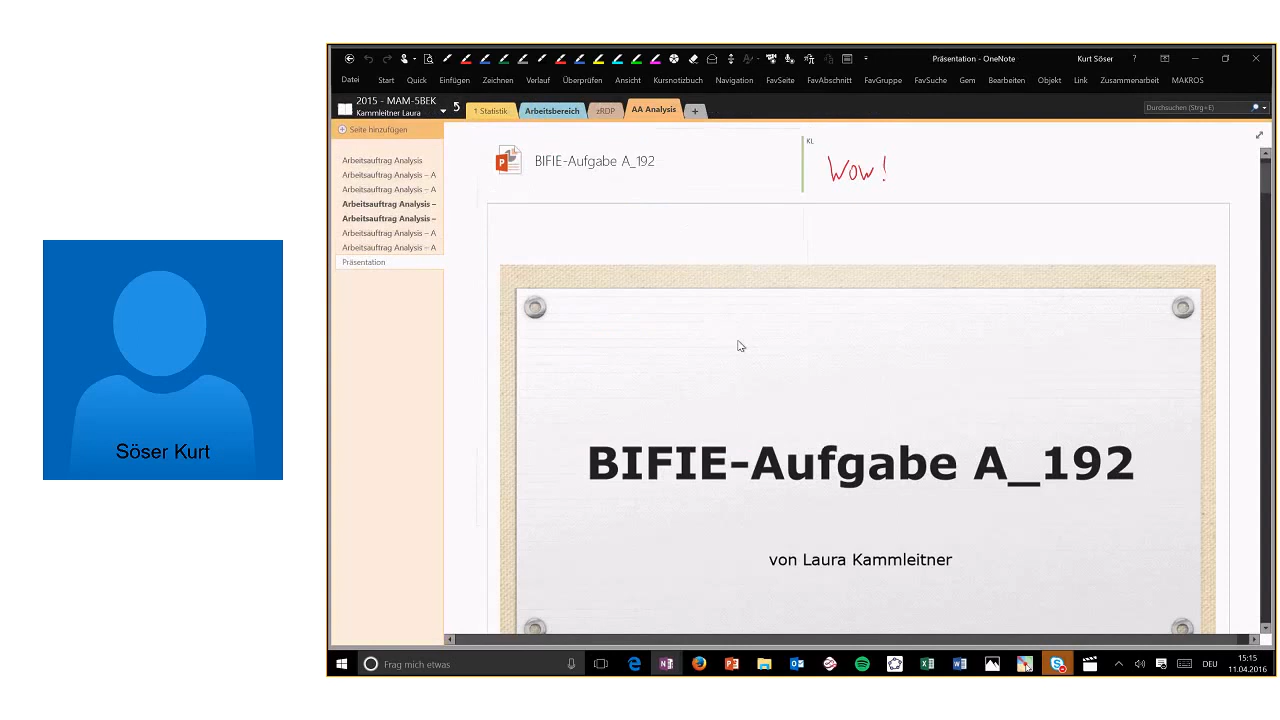 Präsentation - OneNote
Kurt Söser
?
Datei Start Quick Einfügen Zeichnen Verlauf Überprüfen Ansicht Kursnotizbuch Navigation FavSeite FavAbschnitt FavGruppe FavSuche Gem Bearbeiten Objekt Link Zusammenarbeit MAKROS
2015 - MAM-5BEK
Kammleitner Laura
1 Statistik Arbeitsbereich zRDP AA Analysis +
Durchsuchen (Strg+E)
Seite hinzufügen
Arbeitsauftrag Analysis
Arbeitsauftrag Analysis – A
Arbeitsauftrag Analysis – A
Arbeitsauftrag Analysis –
Arbeitsauftrag Analysis –
Arbeitsauftrag Analysis – A
Arbeitsauftrag Analysis – A
Präsentation
BIFIE-Aufgabe A_192
KL
Wow!
BIFIE-Aufgabe A_192
von Laura Kammleitner
Söser Kurt
Frag mich etwas
DEU
15:15
11.04.2016